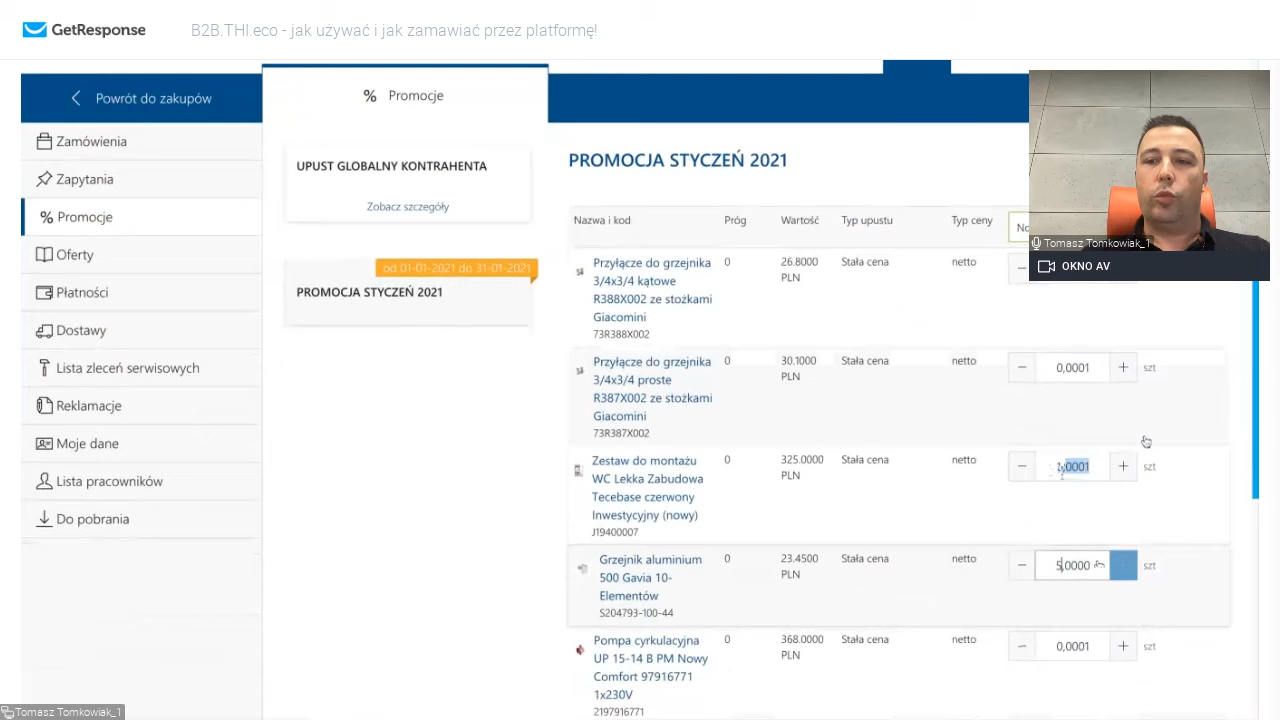 GetResponse
B2B.THI.eco - jak używać i jak zamawiać przez platformę!
Powrót do zakupów
Zamówienia
Zapytania
Promocje
Oferty
Płatności
Dostawy
Lista zleceń serwisowych
Reklamacje
Moje dane
Lista pracowników
Do pobrania
% Promocje
UPUST GLOBALNY KONTRAHENTA
Zobacz szczegóły
od 01-01-2021 do 31-01-2021
PROMOCJA STYCZEŃ 2021
PROMOCJA STYCZEŃ 2021
Nazwa i kod Próg Wartość Typ upustu Typ ceny
Przyłącze do grzejnika 0 26.8000 Stała cena netto
3/4x3/4 kątowe PLN
R388X002 ze stożkami
Giacomini
73R388X002
Przyłącze do grzejnika 0 30.1000 Stała cena netto 0,0001 szt
3/4x3/4 proste PLN
R387X002 ze stożkami
Giacomini
73R387X002
Zestaw do montażu 0 325.0000 Stała cena netto 1,0001 szt
WC Lekka Zabudowa PLN
Tecebase czerwony
Inwestycyjny (nowy)
J19400007
Grzejnik aluminium 0 23.4500 Stała cena netto 5,0000 szt
500 Gavia 10- PLN
Elementów
S204793-100-44
Pompa cyrkulacyjna 0 368.0000 Stała cena netto 0,0001 szt
UP 15-14 B PM Nowy PLN
Comfort 97916771
1x230V
2197916771
Tomasz Tomkowiak_1
OKNO AV
Tomasz Tomkowiak_1